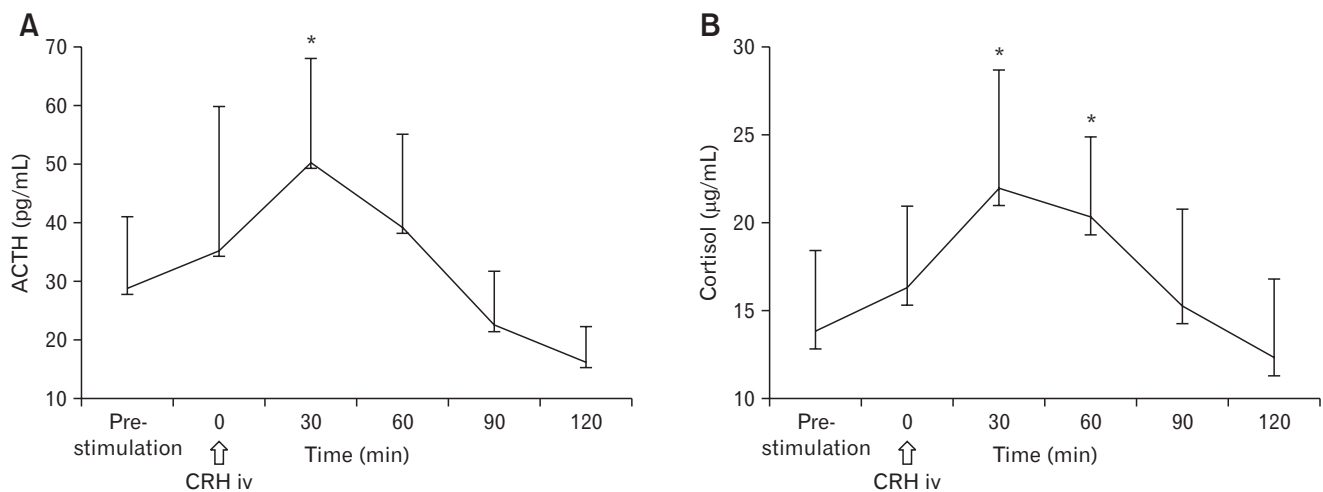 A
70
60
50
40
30
20
10
ACTH (pg/mL)
*
Pre-
stimulation
0
30
60
90
120
CRH iv
Time (min)
B
30
25
20
15
10
Cortisol (μg/mL)
*
*
Pre-
stimulation
0
30
60
90
120
CRH iv
Time (min)